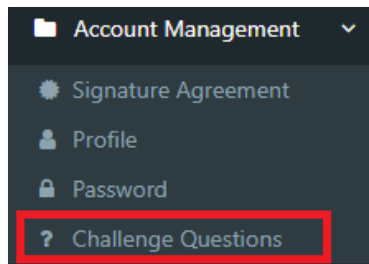 Account Management
Signature Agreement
Profile
Password
? Challenge Questions